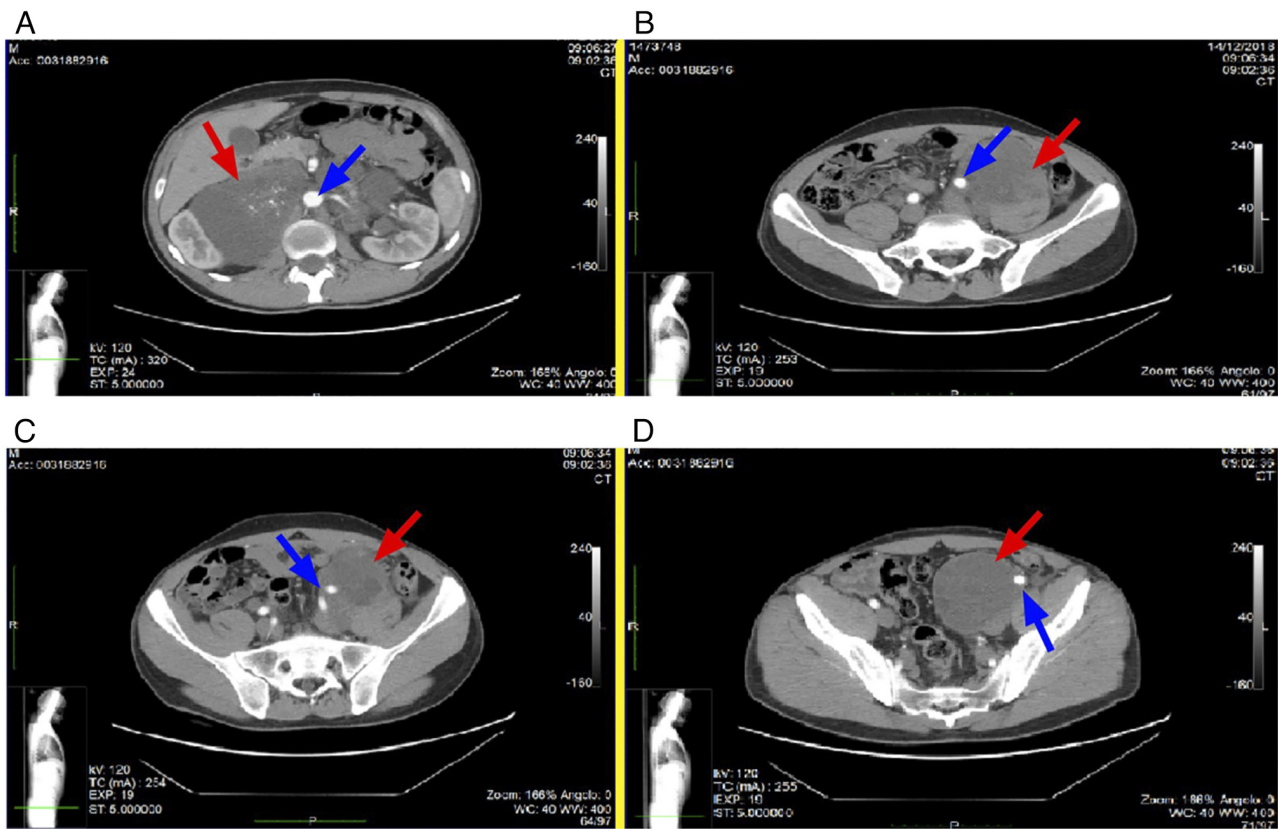 A
M
Acc: 0031882916
09:06:27
09:02:36
CT
R
L
240
-40
-160
kV: 120
TC (mA) : 320
EXP: 24
ST: 5.000000
Zoom: 166% Angolo: 0
WC: 40 WW: 400
P
B
1473748
M
Acc: 0031882916
14/12/2018
09:06:34
09:02:36
CT
R
L
240
-40
-160
kV: 120
TC (mA) : 253
EXP: 19
ST: 5.000000
Zoom: 166% Angolo: 0
WC: 40 WW: 400
P
61/97
C
M
Acc: 0031882916
09:06:34
09:02:36
CT
R
L
240
40
-160
kV: 120
TC (mA) : 254
EXP: 19
ST: 5.000000
Zoom: 166% Angolo: 0
WC: 40 WW: 400
P
64/97
D
M
Acc: 0031882916
09:02:36
CT
R
L
240
40
-160
kV: 120
TC (mA) : 255
EXP: 19
ST: 5.000000
Zoom: 166% Angolo: 0
WC: 40 WW: 400
P
71/97